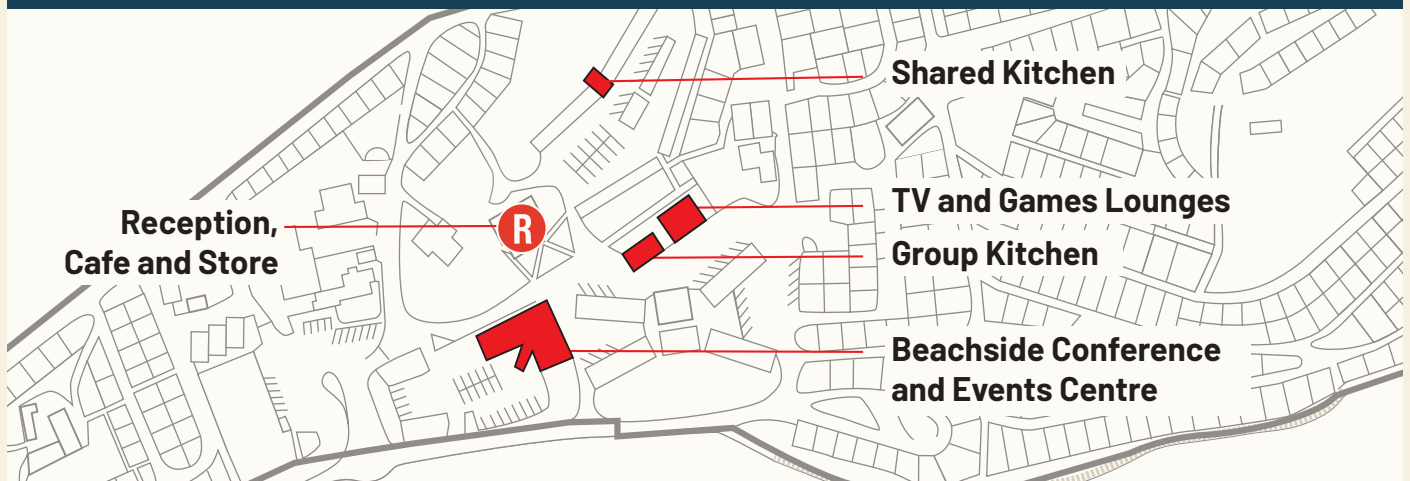 Shared Kitchen
TV and Games Lounges
Reception,
Cafe and Store
R
Group Kitchen
Beachside Conference
and Events Centre